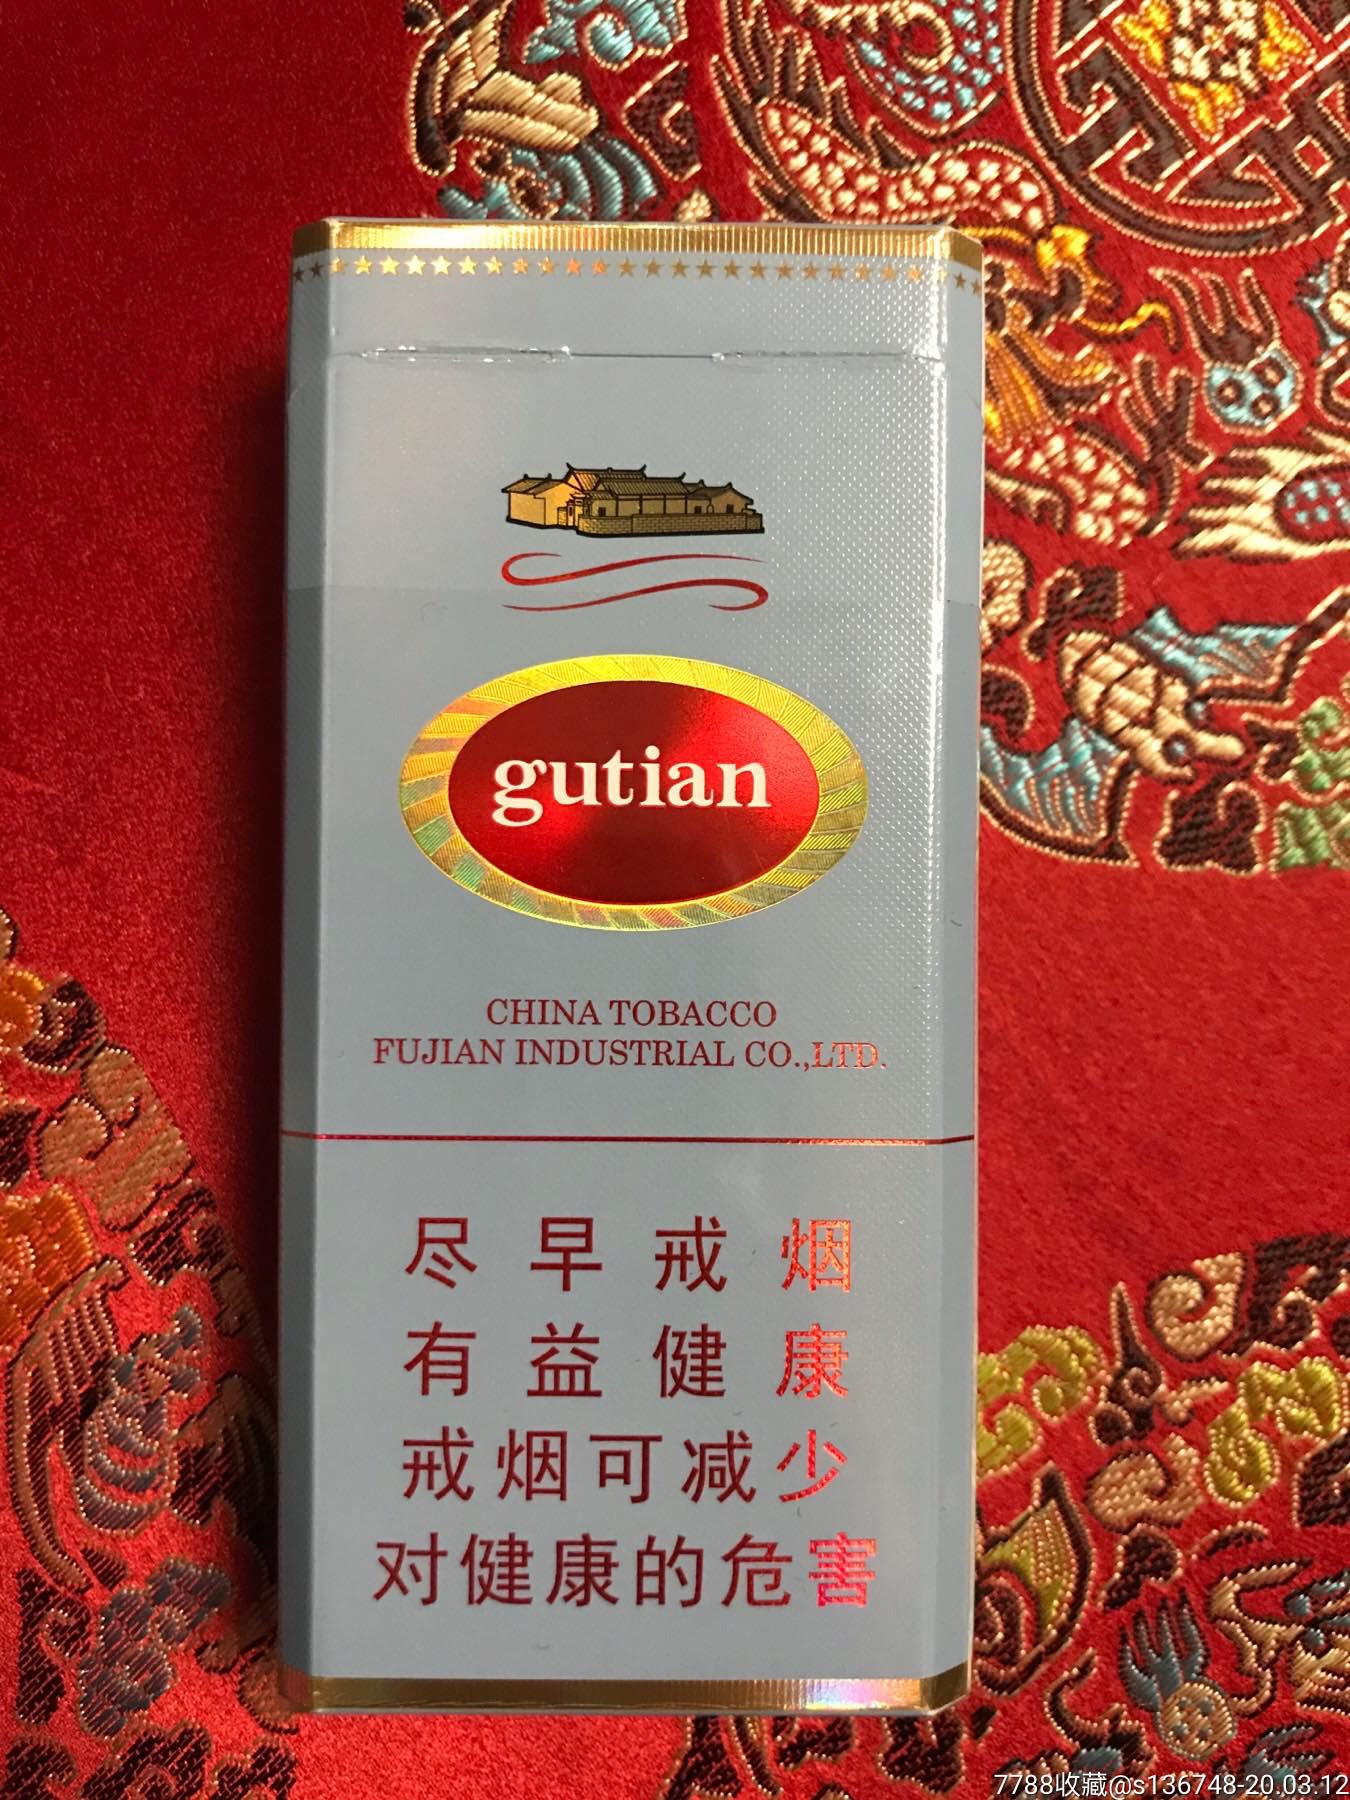 gutian
CHINA TOBACCO
FUJIAN INDUSTRIAL CO.,LTD.
尽早戒烟
有益健康
戒烟可减少
对健康的危害
7788收藏@s136748-20.03.12